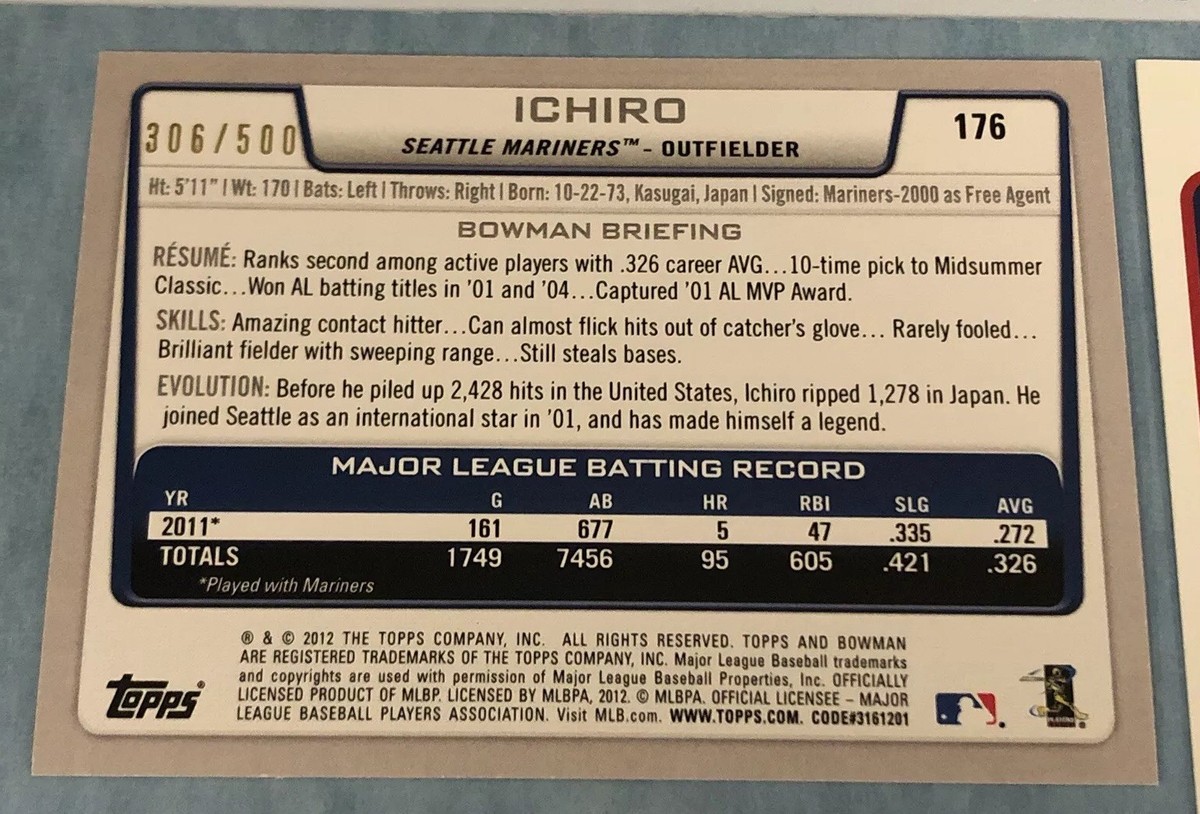 ICHIRO
306/500
176
SEATTLE MARINERS™ - OUTFIELDER
Ht: 5'11" | Wt: 170 | Bats: Left | Throws: Right | Born: 10-22-73, Kasugai, Japan | Signed: Mariners-2000 as Free Agent
BOWMAN BRIEFING
RÉSUMÉ: Ranks second among active players with .326 career AVG...10-time pick to Midsummer
Classic...Won AL batting titles in '01 and '04...Captured '01 AL MVP Award.
SKILLS: Amazing contact hitter...Can almost flick hits out of catcher's glove... Rarely fooled...
Brilliant fielder with sweeping range...Still steals bases.
EVOLUTION: Before he piled up 2,428 hits in the United States, Ichiro ripped 1,278 in Japan. He
joined Seattle as an international star in '01, and has made himself a legend.
MAJOR LEAGUE BATTING RECORD
YR G AB HR RBI SLG AVG
2011* 161 677 5 47 .335 .272
TOTALS 1749 7456 95 605 .421 .326
*Played with Mariners
® & © 2012 THE TOPPS COMPANY, INC. ALL RIGHTS RESERVED. TOPPS AND BOWMAN
ARE REGISTERED TRADEMARKS OF THE TOPPS COMPANY, INC. Major League Baseball trademarks
and copyrights are used with permission of Major League Baseball Properties, Inc. OFFICIALLY
LICENSED PRODUCT OF MLBP. LICENSED BY MLBPA, 2012. © MLBPA. OFFICIAL LICENSEE – MAJOR
LEAGUE BASEBALL PLAYERS ASSOCIATION. Visit MLB.com. WWW.TOPPS.COM. CODE#3161201
Topps®